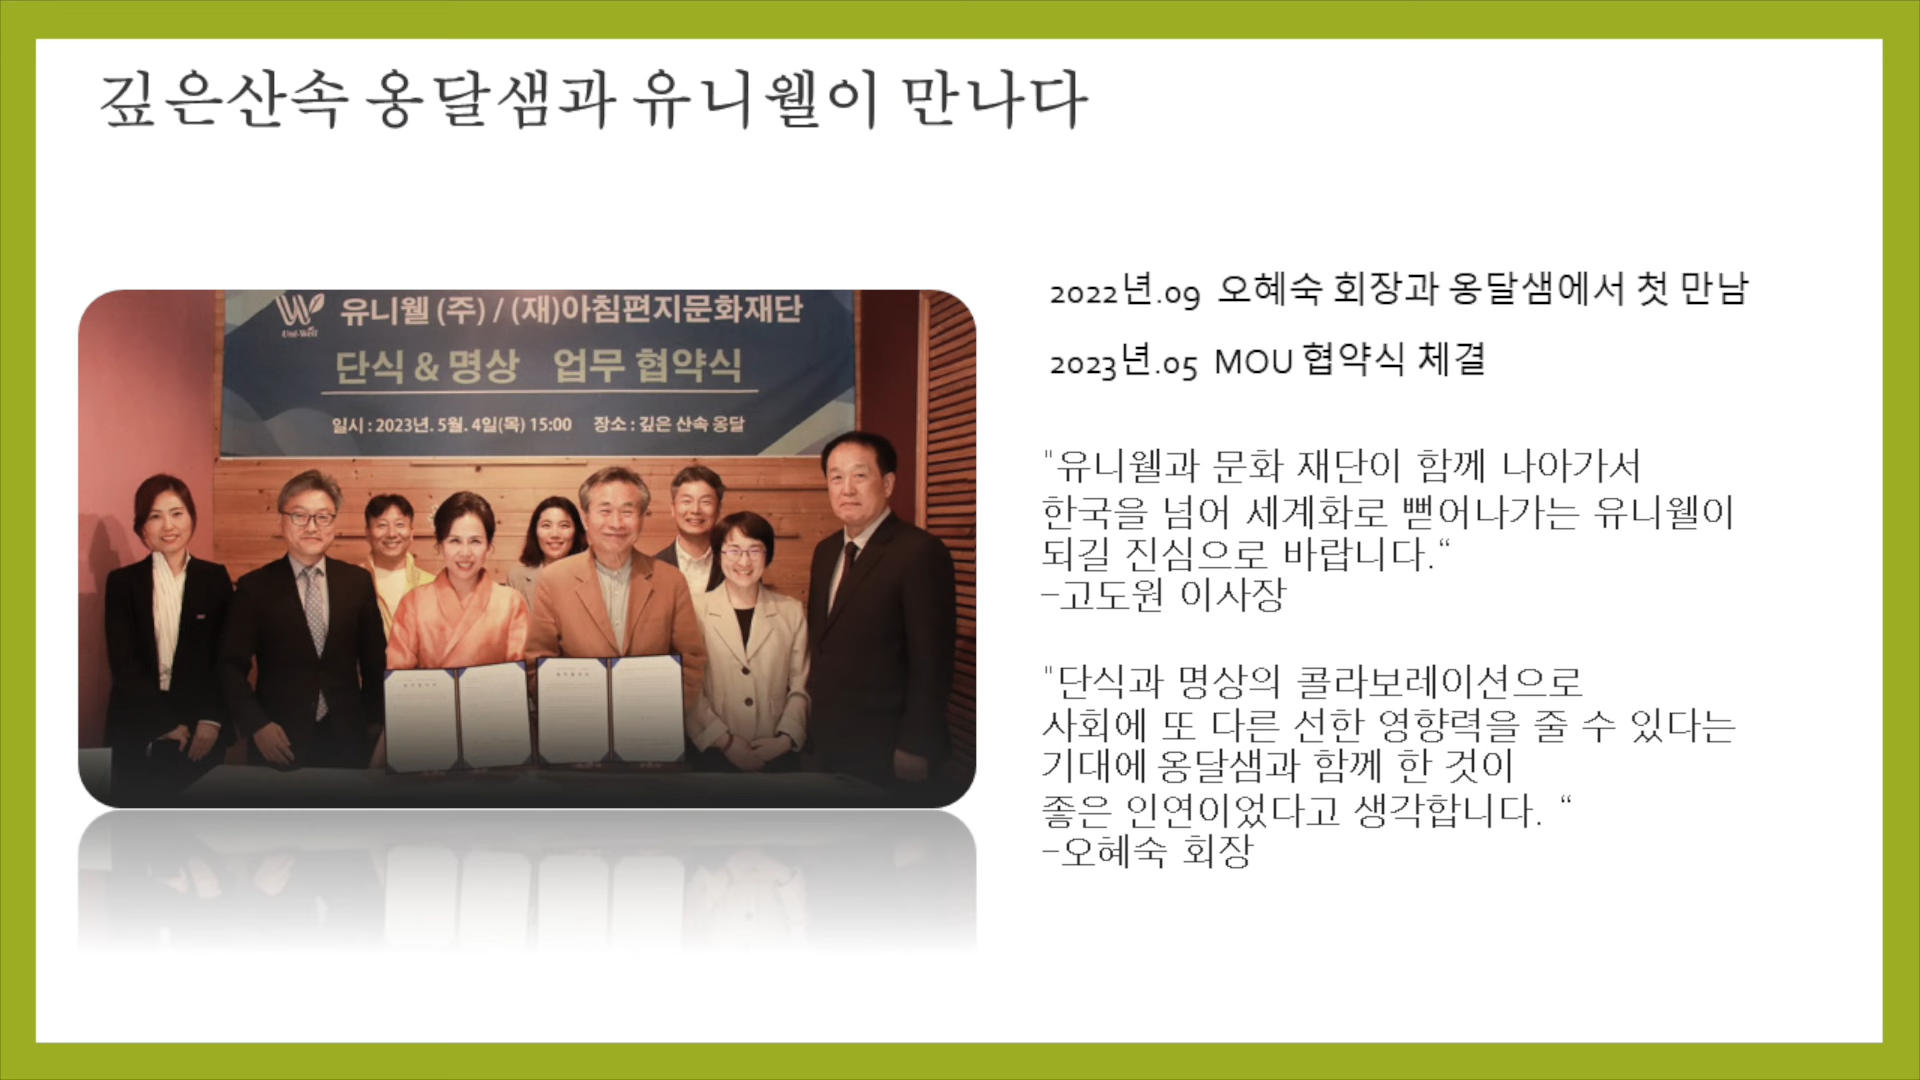 깊은산속 옹달샘과 유니웰이 만나다
Uni-Well
유니웰 (주) / (재)아침편지문화재단
단식 & 명상 업무 협약식
일시 : 2023년. 5월. 4일(목) 15:00 장소 : 깊은 산속 옹달
2022년.09 오혜숙 회장과 옹달샘에서 첫 만남
2023년.05 MOU 협약식 체결
"유니웰과 문화 재단이 함께 나아가서
한국을 넘어 세계화로 뻗어나가는 유니웰이
되길 진심으로 바랍니다.“
-고도원 이사장
"단식과 명상의 콜라보레이션으로
사회에 또 다른 선한 영향력을 줄 수 있다는
기대에 옹달샘과 함께 한 것이
좋은 인연이었다고 생각합니다. “
-오혜숙 회장